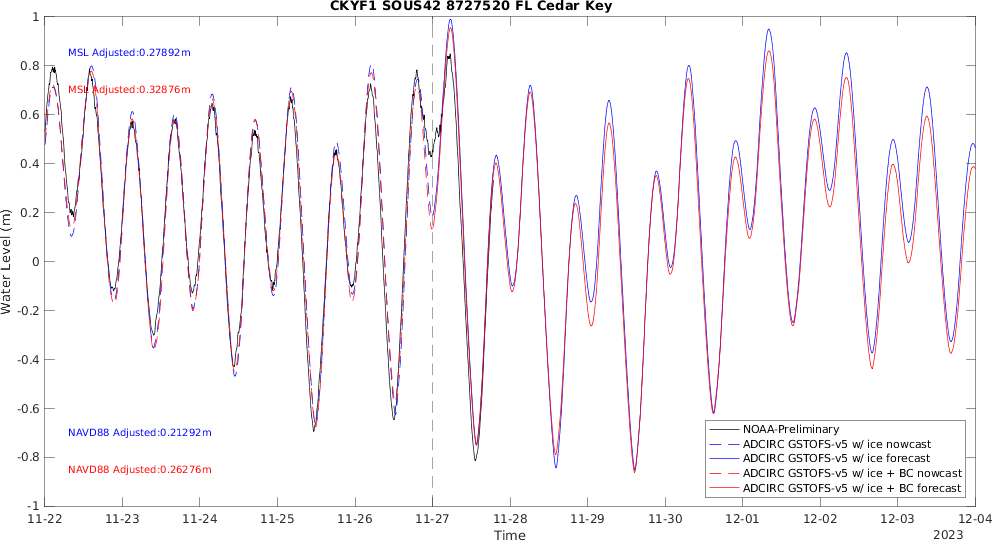 CKYF1 SOUS42 8727520 FL Cedar Key
1
0.8
0.6
0.4
0.2
0
-0.2
-0.4
-0.6
-0.8
-1
Water Level (m)
MSL Adjusted:0.27892m
MSL Adjusted:0.32876m
NAVD88 Adjusted:0.21292m
NAVD88 Adjusted:0.26276m
NOAA-Preliminary
ADCIRC GSTOFS-v5 w/ ice nowcast
ADCIRC GSTOFS-v5 w/ ice forecast
ADCIRC GSTOFS-v5 w/ ice + BC nowcast
ADCIRC GSTOFS-v5 w/ ice + BC forecast
11-22 11-23 11-24 11-25 11-26 11-27 11-28 11-29 11-30 12-01 12-02 12-03 12-04
Time
2023